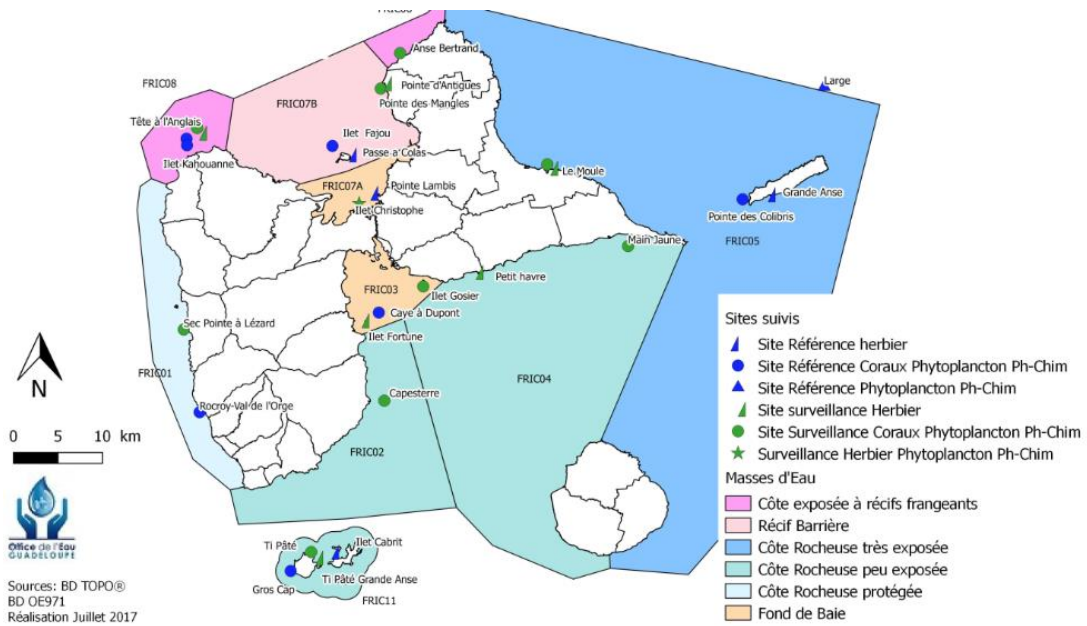 Anse Bertrand
FRIC08
Pointe d'Antigues
Large
FRIC07B
Pointe des Mangles
Tête à l'Anglais
Ilet Fajou
Passe a Colas
Ilet Kahouanne
Le Moule
FRIC07A
Pointe Lambis
Grande Anse
Ilet Christophe
Pointe des Colibris
Main Jaune
FRIC05
Petit havre
FRIC03
Ilet Gosier
Caye à Dupont
Sec Pointe à Lézard
Ilet Fortune
FRIC01
FRIC04
Capesterre
Rocroy-Val de l'Orge
FRIC02
N
0 5 10 km
Sites suivis
Site Référence herbier
Site Référence Coraux Phytoplancton Ph-Chim
Site Référence Phytoplancton Ph-Chim
Site surveillance Herbier
Site Surveillance Coraux Phytoplancton Ph-Chim
Surveillance Herbier Phytoplancton Ph-Chim
Masses d'Eau
Côte exposée à récifs frangeants
Récif Barrière
Côte Rocheuse très exposée
Côte Rocheuse peu exposée
Côte Rocheuse protégée
Fond de Baie
Ti Pâté
Ilet Cabrit
Ti Pâté Grande Anse
Gros Cap
FRIC11
Office de l'Eau
GUADELOUPE
Sources: BD TOPO®
BD OE971
Réalisation Juillet 2017